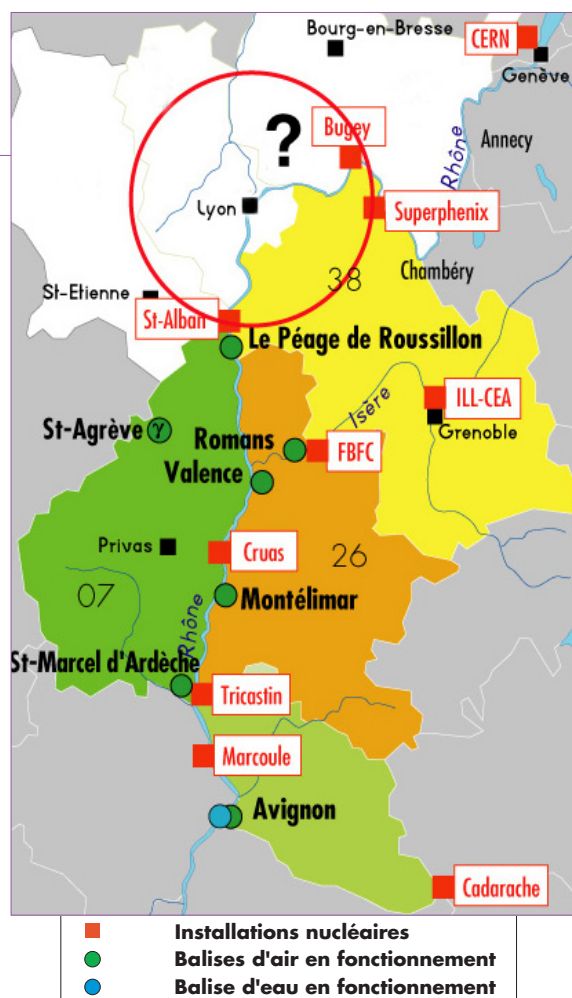 Bourg-en-Bresse
CERN
Genève
?
Bugey
Annecy
Rhône
Lyon
Superphenix
Chambéry
38
St-Etienne
St-Alban
Le Péage de Roussillon
Isère
ILL-CEA
Grenoble
St-Agrève γ
Romans
FBFC
Valence
Privas
Cruas
26
07
Montélimar
Rhône
St-Marcel d'Ardèche
Tricastin
Marcoule
Avignon
Cadarache
Installations nucléaires
Balises d'air en fonctionnement
Balise d'eau en fonctionnement